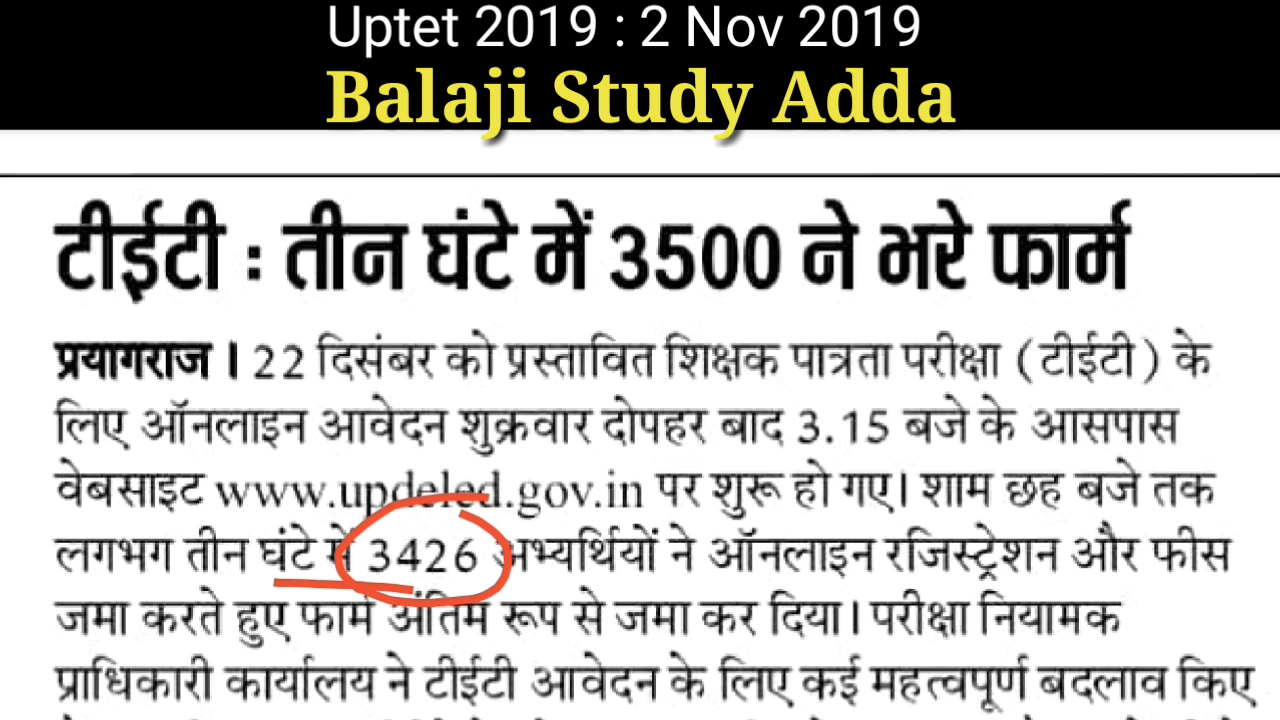 Uptet 2019 : 2 Nov 2019
Balaji Study Adda
टीईटी : तीन घंटे में 3500 ने भरे फार्म
प्रयागराज । 22 दिसंबर को प्रस्तावित शिक्षक पात्रता परीक्षा (टीईटी) के
लिए ऑनलाइन आवेदन शुक्रवार दोपहर बाद 3.15 बजे के आसपास
वेबसाइट www.updeled.gov.in पर शुरू हो गए। शाम छह बजे तक
लगभग तीन घंटे में 3426 अभ्यर्थियों ने ऑनलाइन रजिस्ट्रेशन और फीस
जमा करते हुए फार्म अंतिम रूप से जमा कर दिया। परीक्षा नियामक
प्राधिकारी कार्यालय ने टीईटी आवेदन के लिए कई महत्वपूर्ण बदलाव किए